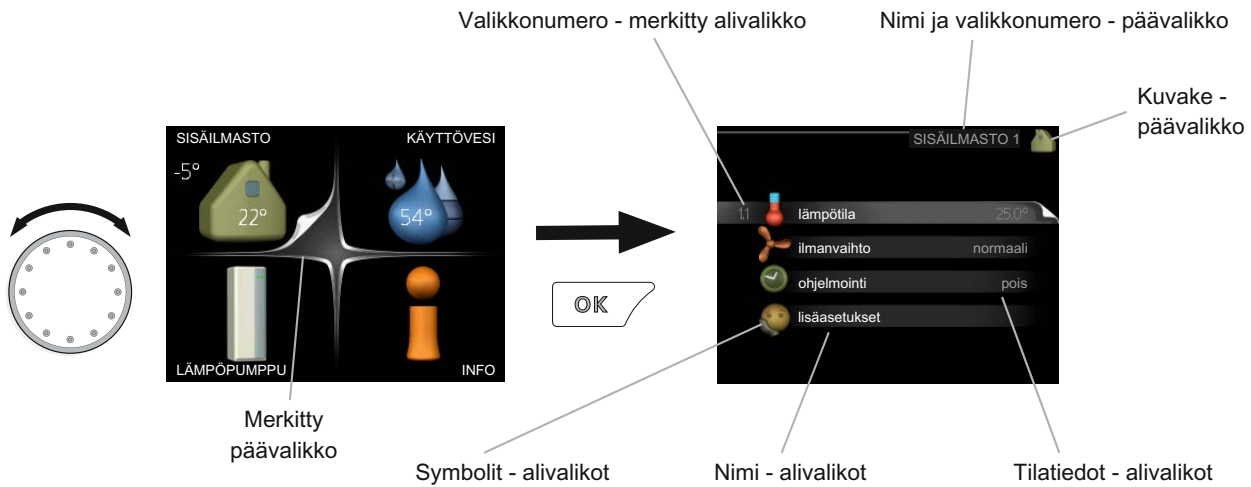 Valikkonumero - merkitty alivalikko
Nimi ja valikkonumero - päävalikko
Kuvake -
päävalikko
SISÄILMASTO
KÄYTTÖVESI
-5°
22°
54°
LÄMPÖPUMPPU
INFO
Merkitty
päävalikko
OK
SISÄILMASTO 1
1.1 lämpötila 25.0°
ilmanvaihto normaali
ohjelmointi pois
lisäasetukset
Symbolit - alivalikot
Nimi - alivalikot
Tilatiedot - alivalikot